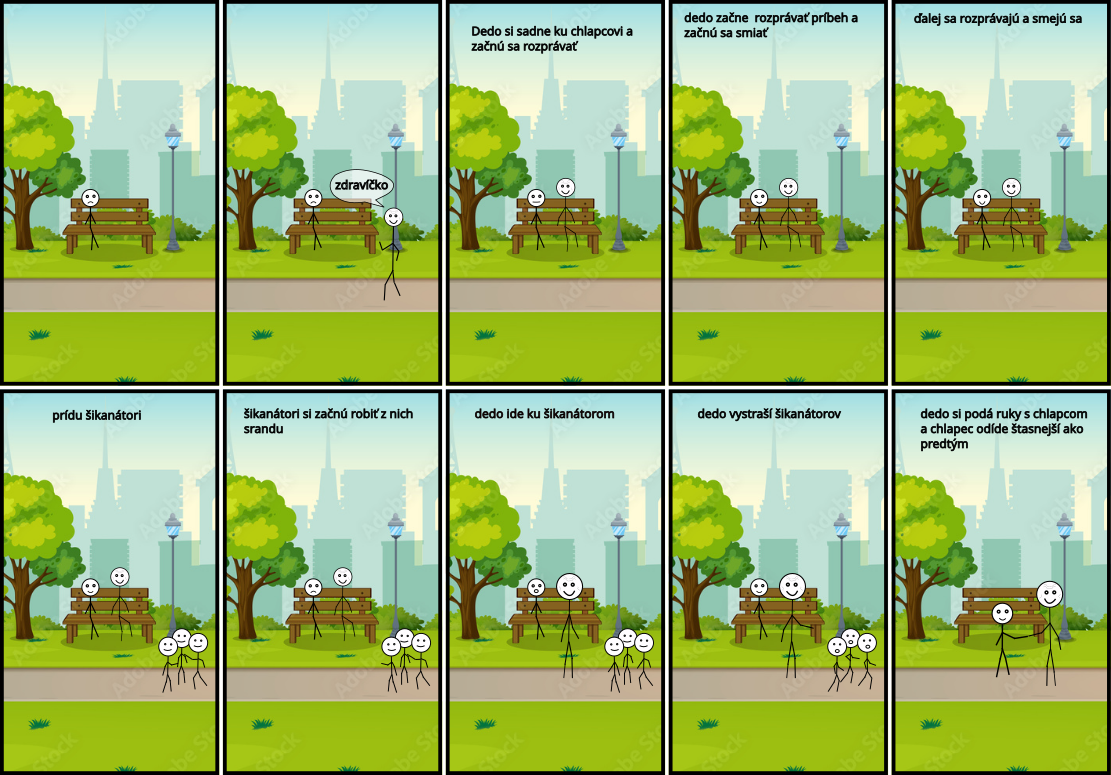 zdravíčko
Dedo si sadne ku chlapcovi a
začnú sa rozprávať
dedo začne  rozprávať príbeh a
začnú sa smiať
ďalej sa rozprávajú a smejú sa
prídu šikanátori
šikanátori si začnú robiť z nich
srandu
dedo ide ku šikanátorom
dedo vystraší šikanátorov
dedo si podá ruky s chlapcom
a chlapec odíde štasnejší ako
predtým